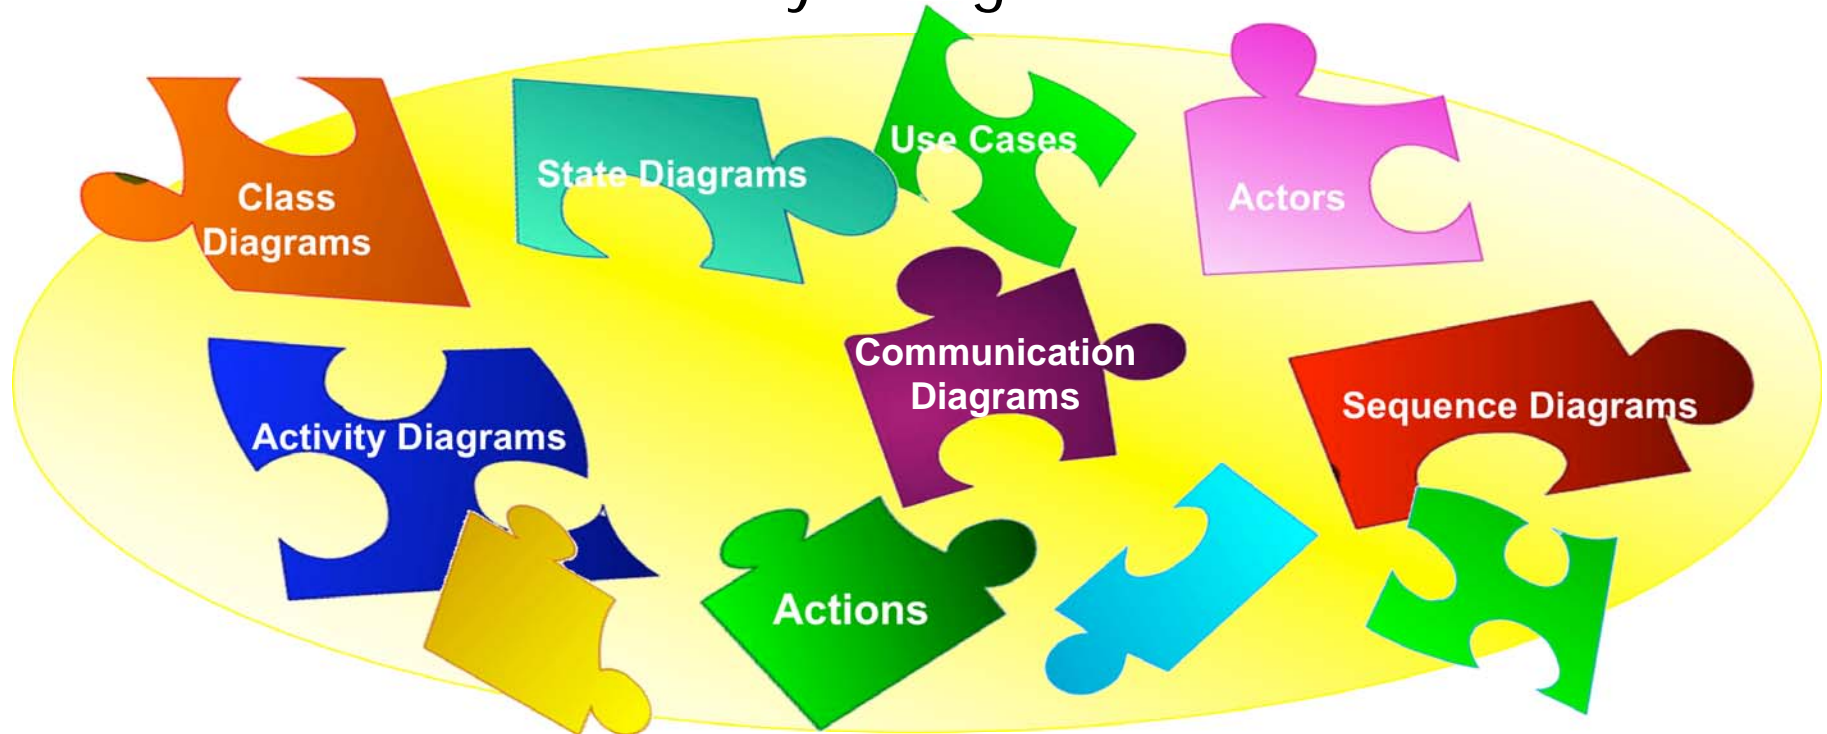 Use Cases
State Diagrams
Class
Diagrams
Actors
Communication
Diagrams
Sequence Diagrams
Activity Diagrams
Actions